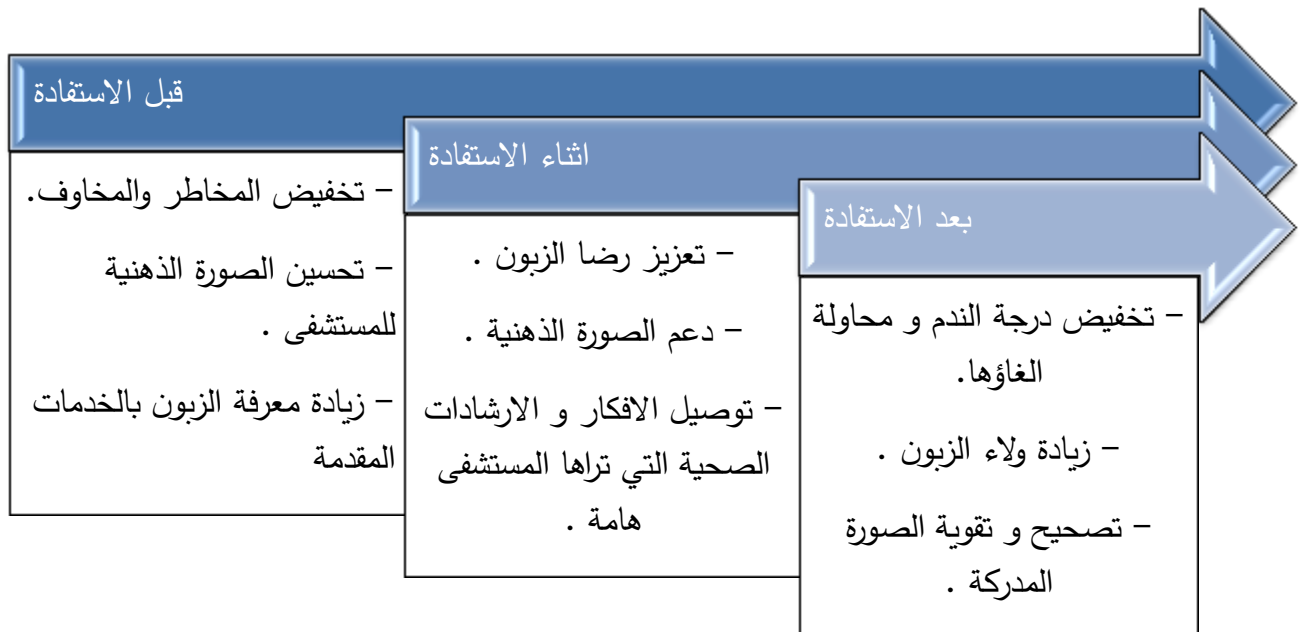 قبل الاستفادة
– تخفيض المخاطر والمخاوف.
– تحسين الصورة الذهنية
للمستشفى .
– زيادة معرفة الزبون بالخدمات
المقدمة
اثناء الاستفادة
– تعزيز رضا الزبون .
– دعم الصورة الذهنية .
– توصيل الافكار و الارشادات
الصحية التي تراها المستشفى
هامة .
بعد الاستفادة
– تخفيض درجة الندم و محاولة
الغاؤها.
– زيادة ولاء الزبون .
– تصحيح و تقوية الصورة
المدركة .